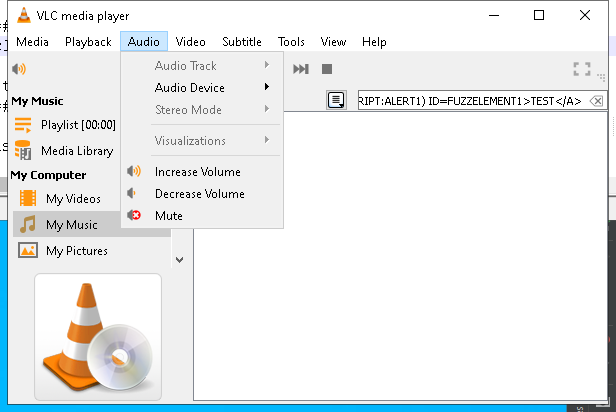 VLC media player
Media Playback Audio Video Subtitle Tools View Help
Audio Track
Audio Device
Stereo Mode
Visualizations
Increase Volume
Decrease Volume
Mute
My Music
Playlist [00:00]
Media Library
My Computer
My Videos
My Music
My Pictures
RIPT:ALERT1) ID=FUZZELEMENT1>TEST</A>